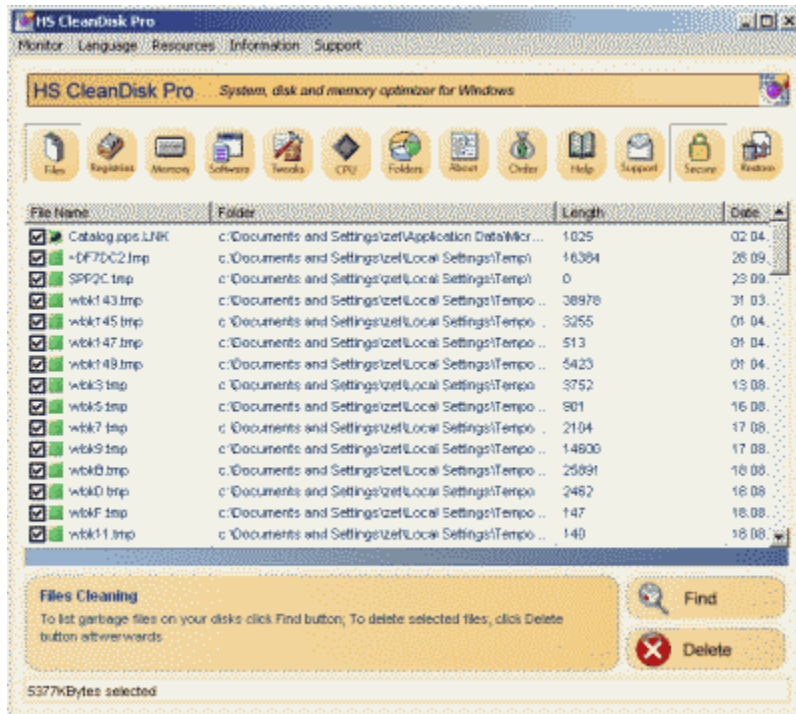 HS CleanDisk Pro
Monitor Language Resources Information Support
HS CleanDisk Pro System, disk and memory optimizer for Windows
Files Registries Memory Software Tweaks CPU Folders About Order Help Support Secure Restore
File Name Folder Length Date
Catalog.pps.LNK c:\Documents and Settings\zef\Application Data\Micr... 1025 02.04.
~DF7DC2.tmp c:\Documents and Settings\zef\Local Settings\Temp\ 16384 28.09.
SPP2C.tmp c:\Documents and Settings\zef\Local Settings\Temp\ 0 23.09.
wbk143.tmp c:\Documents and Settings\zef\Local Settings\Tempo... 38978 31.03.
wbk145.tmp c:\Documents and Settings\zef\Local Settings\Tempo... 3255 01.04.
wbk147.tmp c:\Documents and Settings\zef\Local Settings\Tempo... 513 01.04.
wbk149.tmp c:\Documents and Settings\zef\Local Settings\Tempo... 5423 01.04.
wbk3.tmp c:\Documents and Settings\zef\Local Settings\Tempo... 3752 13.08.
wbk5.tmp c:\Documents and Settings\zef\Local Settings\Tempo... 901 16.08.
wbk7.tmp c:\Documents and Settings\zef\Local Settings\Tempo... 2104 17.08.
wbk9.tmp c:\Documents and Settings\zef\Local Settings\Tempo... 14600 17.08.
wbkB.tmp c:\Documents and Settings\zef\Local Settings\Tempo... 25891 18.08.
wbkD.tmp c:\Documents and Settings\zef\Local Settings\Tempo... 2462 18.08.
wbkF.tmp c:\Documents and Settings\zef\Local Settings\Tempo... 147 18.08.
wbk11.tmp c:\Documents and Settings\zef\Local Settings\Tempo... 140 18.08.
Files Cleaning
To list garbage files on your disks click Find button; To delete selected files, click Delete
button attwerwards
Find
Delete
5377KBytes selected